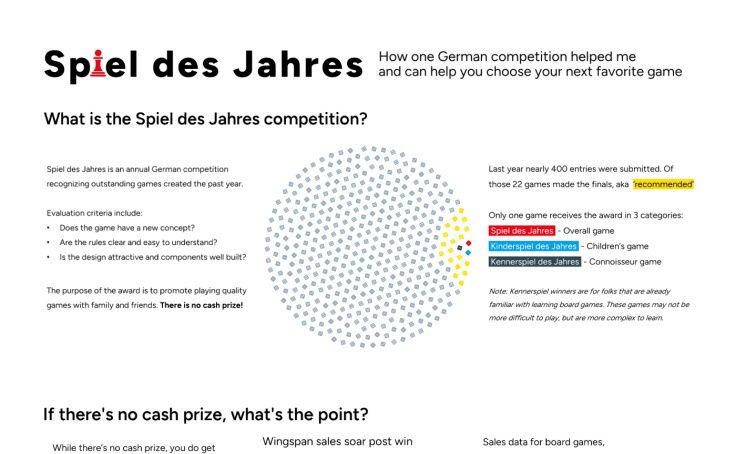 Spiel des Jahres
How one German competition helped me
and can help you choose your next favorite game
What is the Spiel des Jahres competition?
Spiel des Jahres is an annual German competition
recognizing outstanding games created the past year.
Evaluation criteria include:
• Does the game have a new concept?
• Are the rules clear and easy to understand?
• Is the design attractive and components well built?
The purpose of the award is to promote playing quality
games with family and friends. There is no cash prize!
Last year nearly 400 entries were submitted. Of
those 22 games made the finals, aka 'recommended'
Only one game receives the award in 3 categories:
Spiel des Jahres - Overall game
Kinderspiel des Jahres - Children's game
Kennerspiel des Jahres - Connoisseur game
Note: Kennerspiel winners are for folks that are already
familiar with learning board games. These games may not be
more difficult to play, but are more complex to learn.
If there's no cash prize, what's the point?
While there's no cash prize, you do get
Wingspan sales soar post win
Sales data for board games,